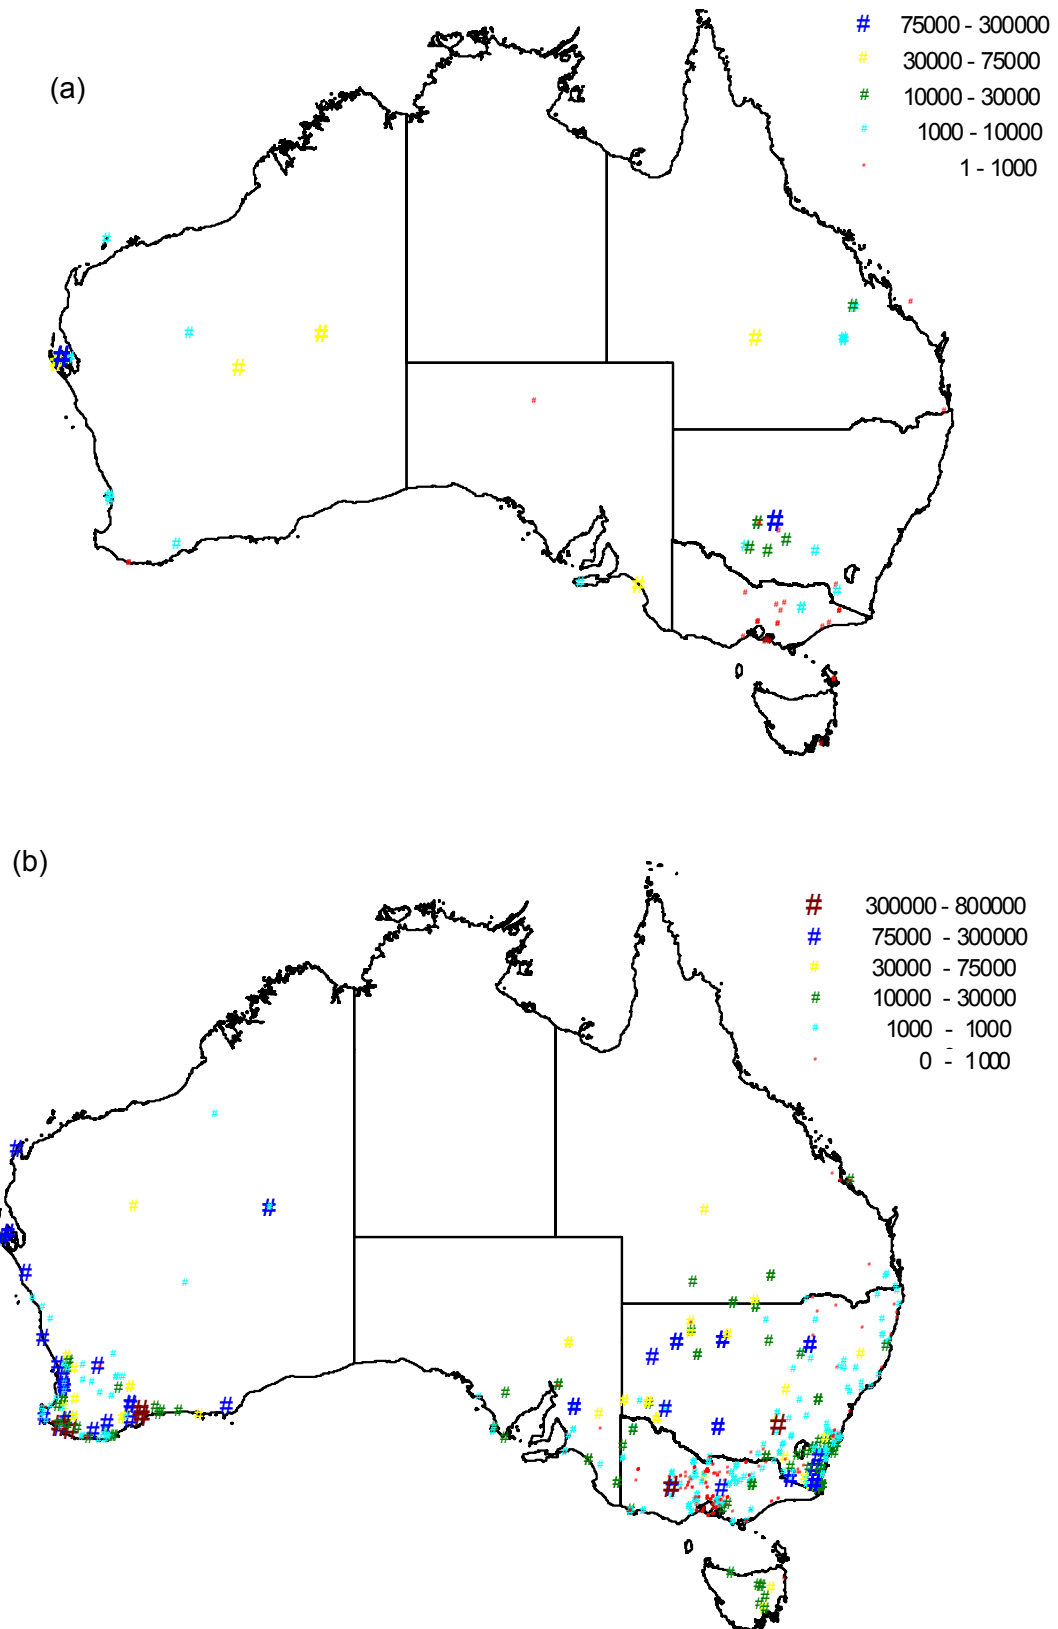 (a)
# 75000 - 300000
# 30000 - 75000
# 10000 - 30000
# 1000 - 10000
# 1 - 1000
(b)
# 300000 - 800000
# 75000 - 300000
# 30000 - 75000
# 10000 - 30000
# 1000 - 1000
# 0 - 1000